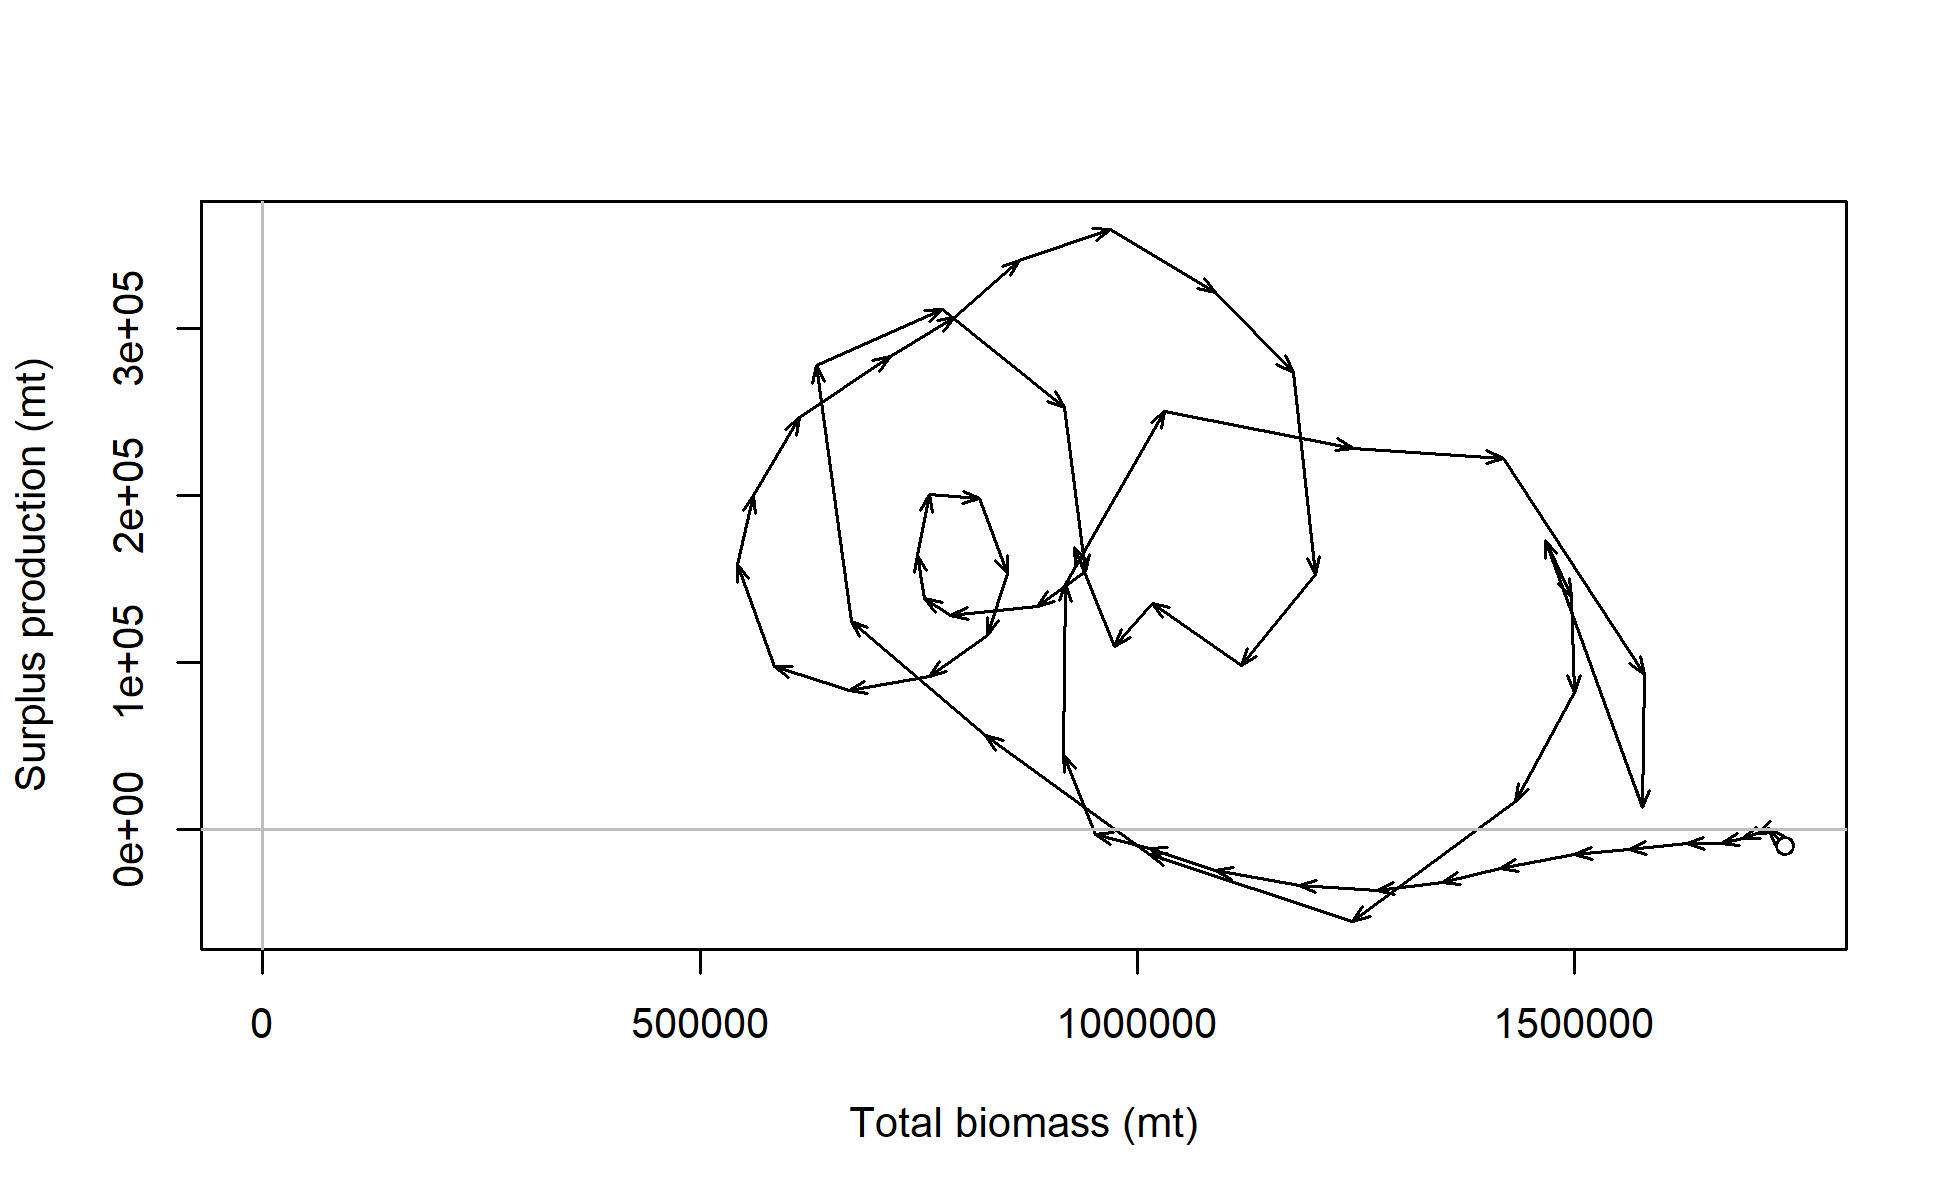 Surplus production (mt)
3e+05
2e+05
1e+05
0e+00
0 500000 1000000 1500000
Total biomass (mt)